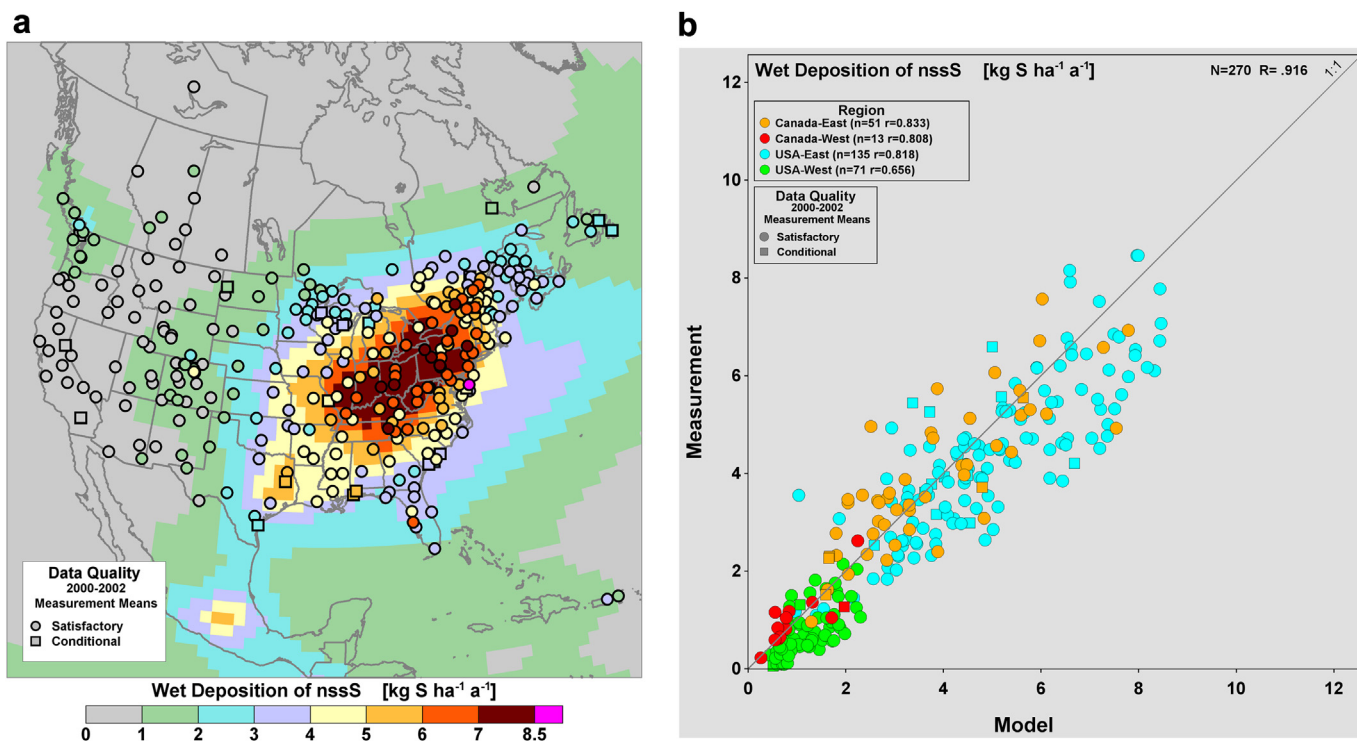 a
Data Quality
2000-2002
Measurement Means
Satisfactory
Conditional
Wet Deposition of nssS [kg S ha⁻¹ a⁻¹]
0 1 2 3 4 5 6 7 8.5
b
Wet Deposition of nssS [kg S ha⁻¹ a⁻¹] N=270 R= .916 1:1
Region
Canada-East (n=51 r=0.833)
Canada-West (n=13 r=0.808)
USA-East (n=135 r=0.818)
USA-West (n=71 r=0.656)
Data Quality
2000-2002
Measurement Means
Satisfactory
Conditional
Measurement
12
10
8
6
4
2
0
0 2 4 6 8 10 12
Model